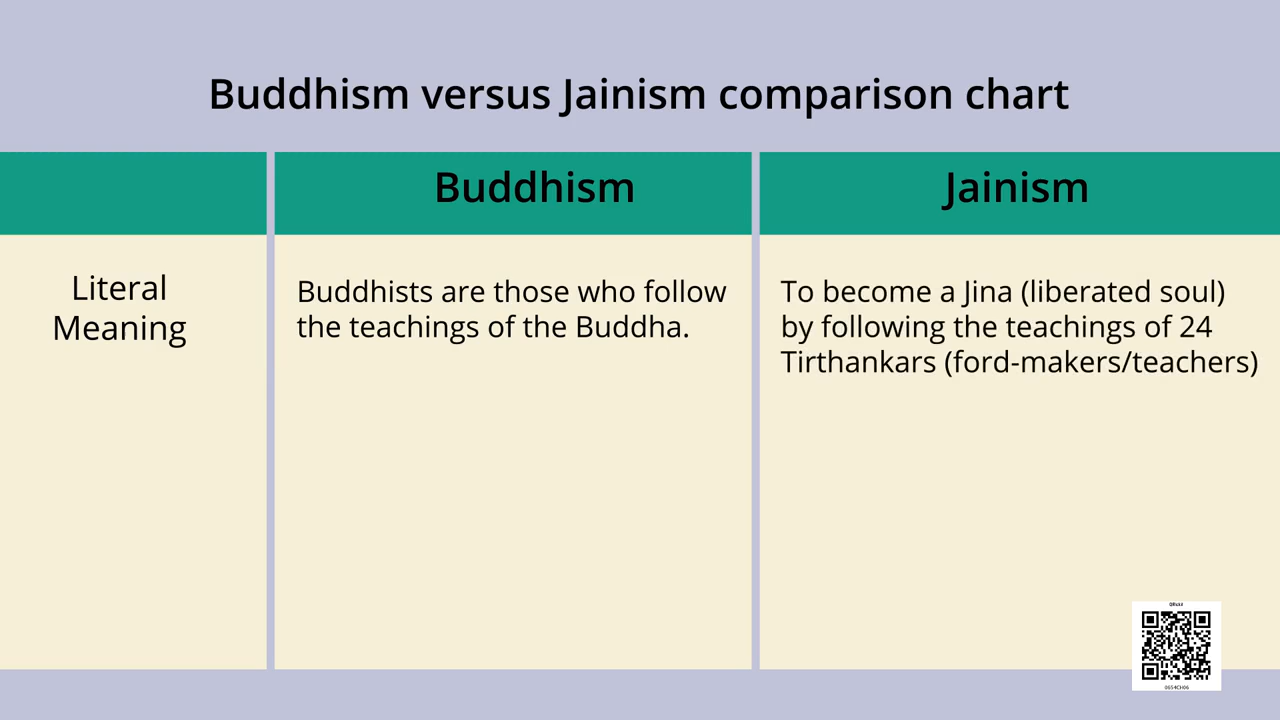 Buddhism versus Jainism comparison chart
Buddhism
Jainism
Literal
Meaning
Buddhists are those who follow
the teachings of the Buddha.
To become a Jina (liberated soul)
by following the teachings of 24
Tirthankars (ford-makers/teachers)
0654CH06